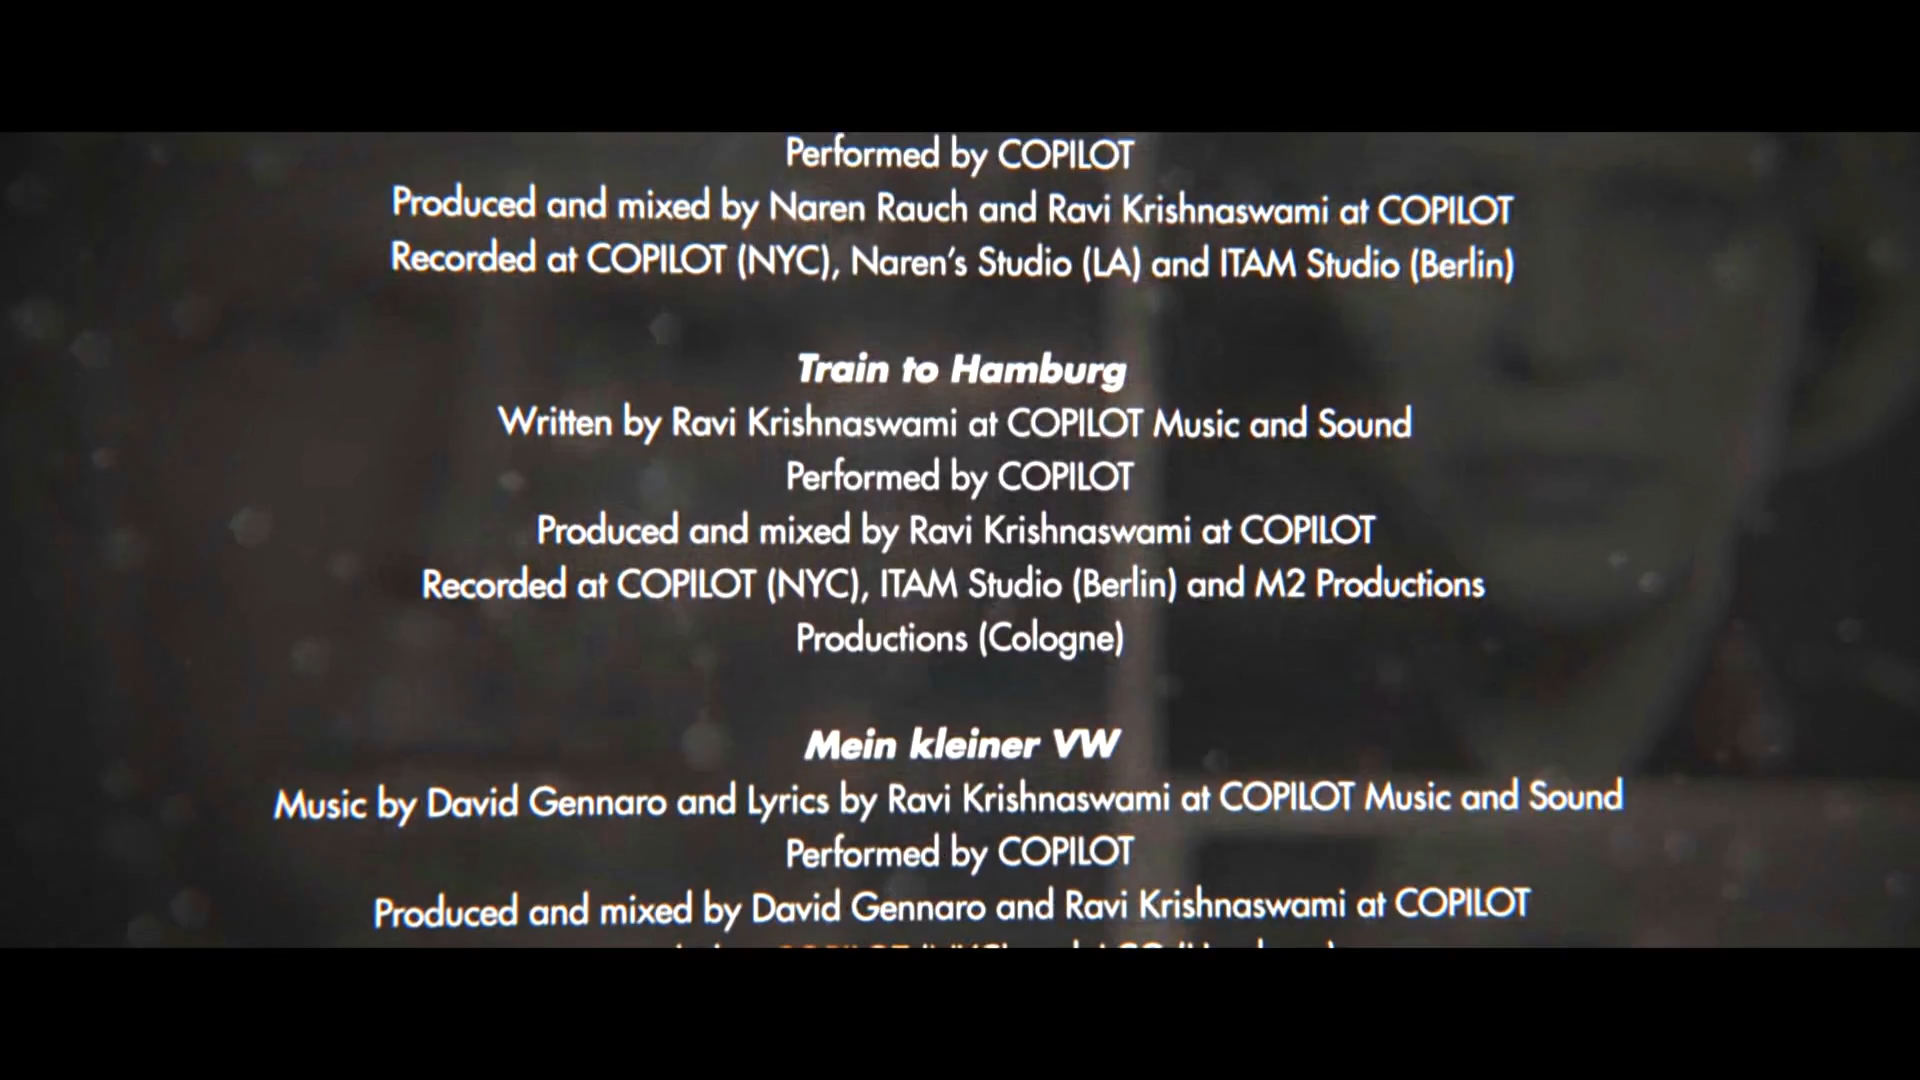 Performed by COPILOT
Produced and mixed by Naren Rauch and Ravi Krishnaswami at COPILOT
Recorded at COPILOT (NYC), Naren's Studio (LA) and ITAM Studio (Berlin)
Train to Hamburg
Written by Ravi Krishnaswami at COPILOT Music and Sound
Performed by COPILOT
Produced and mixed by Ravi Krishnaswami at COPILOT
Recorded at COPILOT (NYC), ITAM Studio (Berlin) and M2 Productions
Productions (Cologne)
Mein kleiner VW
Music by David Gennaro and Lyrics by Ravi Krishnaswami at COPILOT Music and Sound
Performed by COPILOT
Produced and mixed by David Gennaro and Ravi Krishnaswami at COPILOT